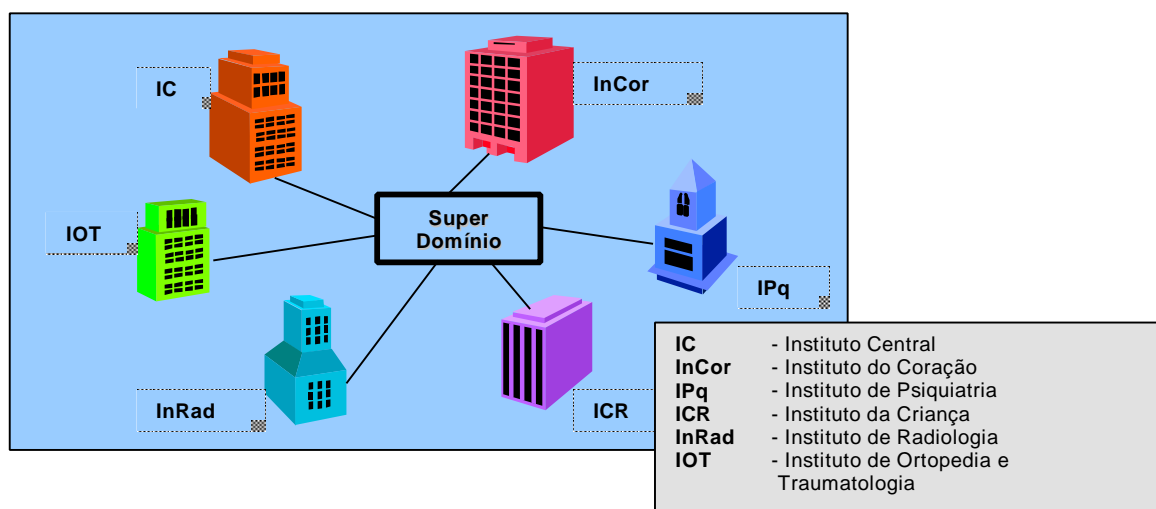 IC
InCor
IOT
Super
Domínio
IPq
InRad
ICR
IC - Instituto Central
InCor - Instituto do Coração
IPq - Instituto de Psiquiatria
ICR - Instituto da Criança
InRad - Instituto de Radiologia
IOT - Instituto de Ortopedia e
Traumatologia